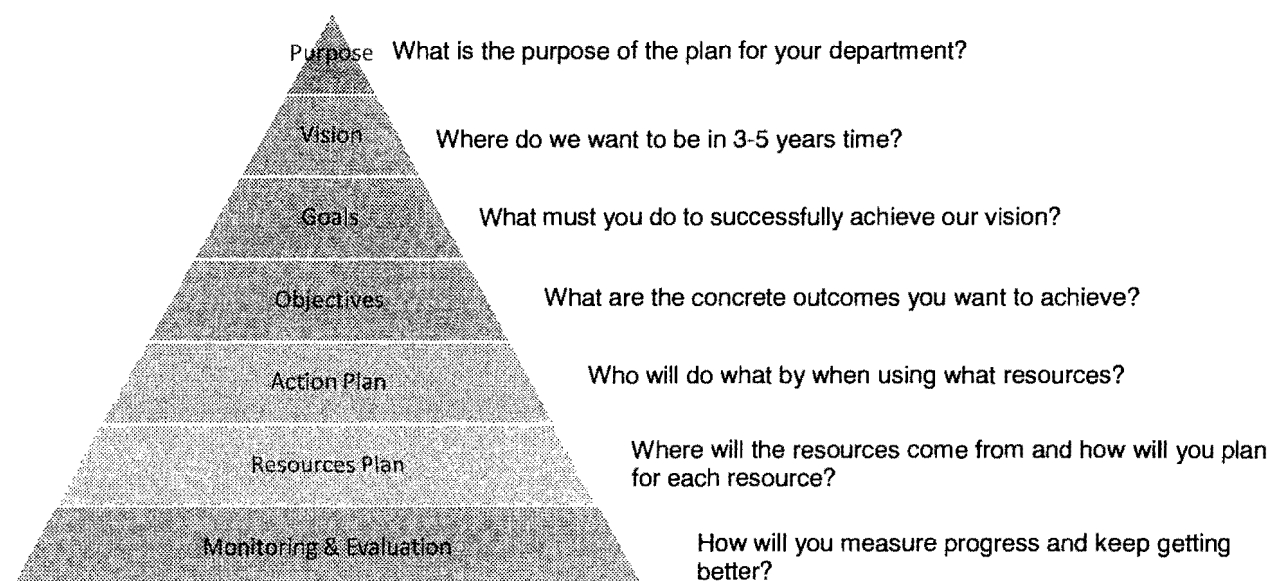 Purpose What is the purpose of the plan for your department?
Vision Where do we want to be in 3-5 years time?
Goals What must you do to successfully achieve our vision?
Objectives What are the concrete outcomes you want to achieve?
Action Plan Who will do what by when using what resources?
Resources Plan Where will the resources come from and how will you plan
for each resource?
Monitoring & Evaluation How will you measure progress and keep getting
better?